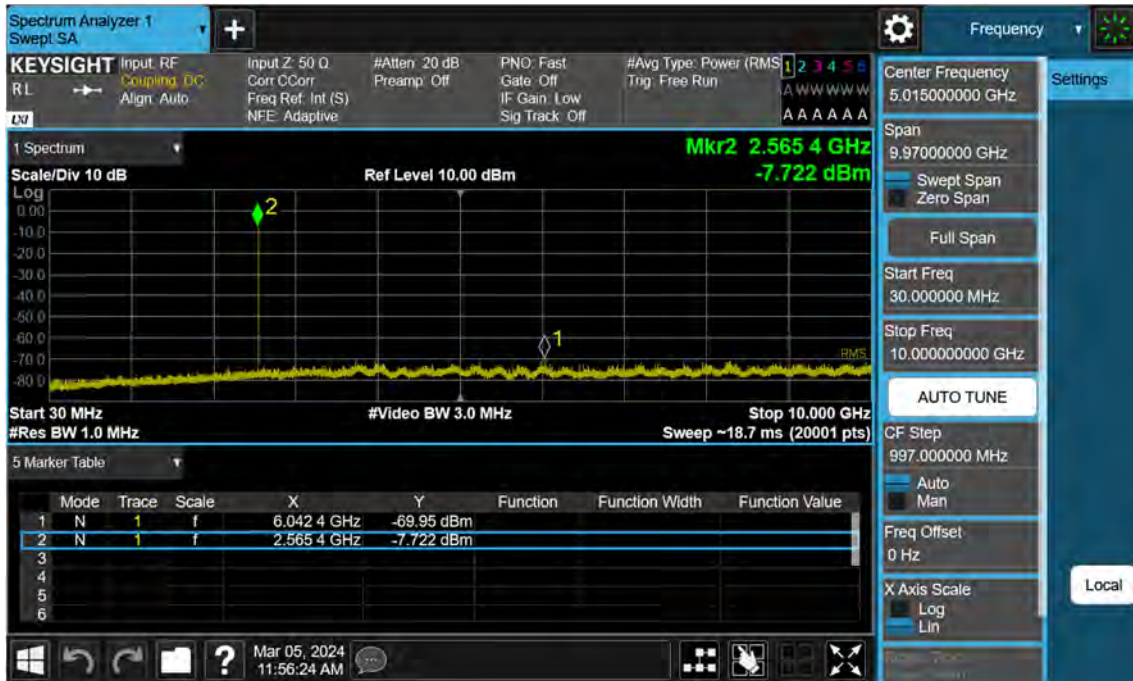 Spectrum Analyzer 1
Swept SA
+
Frequency
KEYSIGHT
RL
LXI
Input: RF
Coupling: DC
Align: Auto
Input Z: 50 Ω
Corr CCorr
Freq Ref: Int (S)
NFE: Adaptive
#Atten: 20 dB
Preamp: Off
PNO: Fast
Gate: Off
IF Gain: Low
Sig Track: Off
#Avg Type: Power (RMS
Trig: Free Run
1 2 3 4 5 6
A W W W W W
A A A A A A
1 Spectrum
Scale/Div 10 dB
Ref Level 10.00 dBm
Mkr2 2.565 4 GHz
-7.722 dBm
Log
0.00
-10.0
-20.0
-30.0
-40.0
-50.0
-60.0
-70.0
-80.0
2
1
RMS
Start 30 MHz
#Video BW 3.0 MHz
Stop 10.000 GHz
#Res BW 1.0 MHz
Sweep ~18.7 ms (20001 pts)
5 Marker Table
Mode Trace Scale X Y Function Function Width Function Value
1 N 1 f 6.042 4 GHz -69.95 dBm
2 N 1 f 2.565 4 GHz -7.722 dBm
3
4
5
6
?
Mar 05, 2024
11:56:24 AM
Center Frequency
5.015000000 GHz
Span
9.97000000 GHz
Swept Span
Zero Span
Full Span
Start Freq
30.000000 MHz
Stop Freq
10.000000000 GHz
AUTO TUNE
CF Step
997.000000 MHz
Auto
Man
Freq Offset
0 Hz
X Axis Scale
Log
Lin
Settings
Local